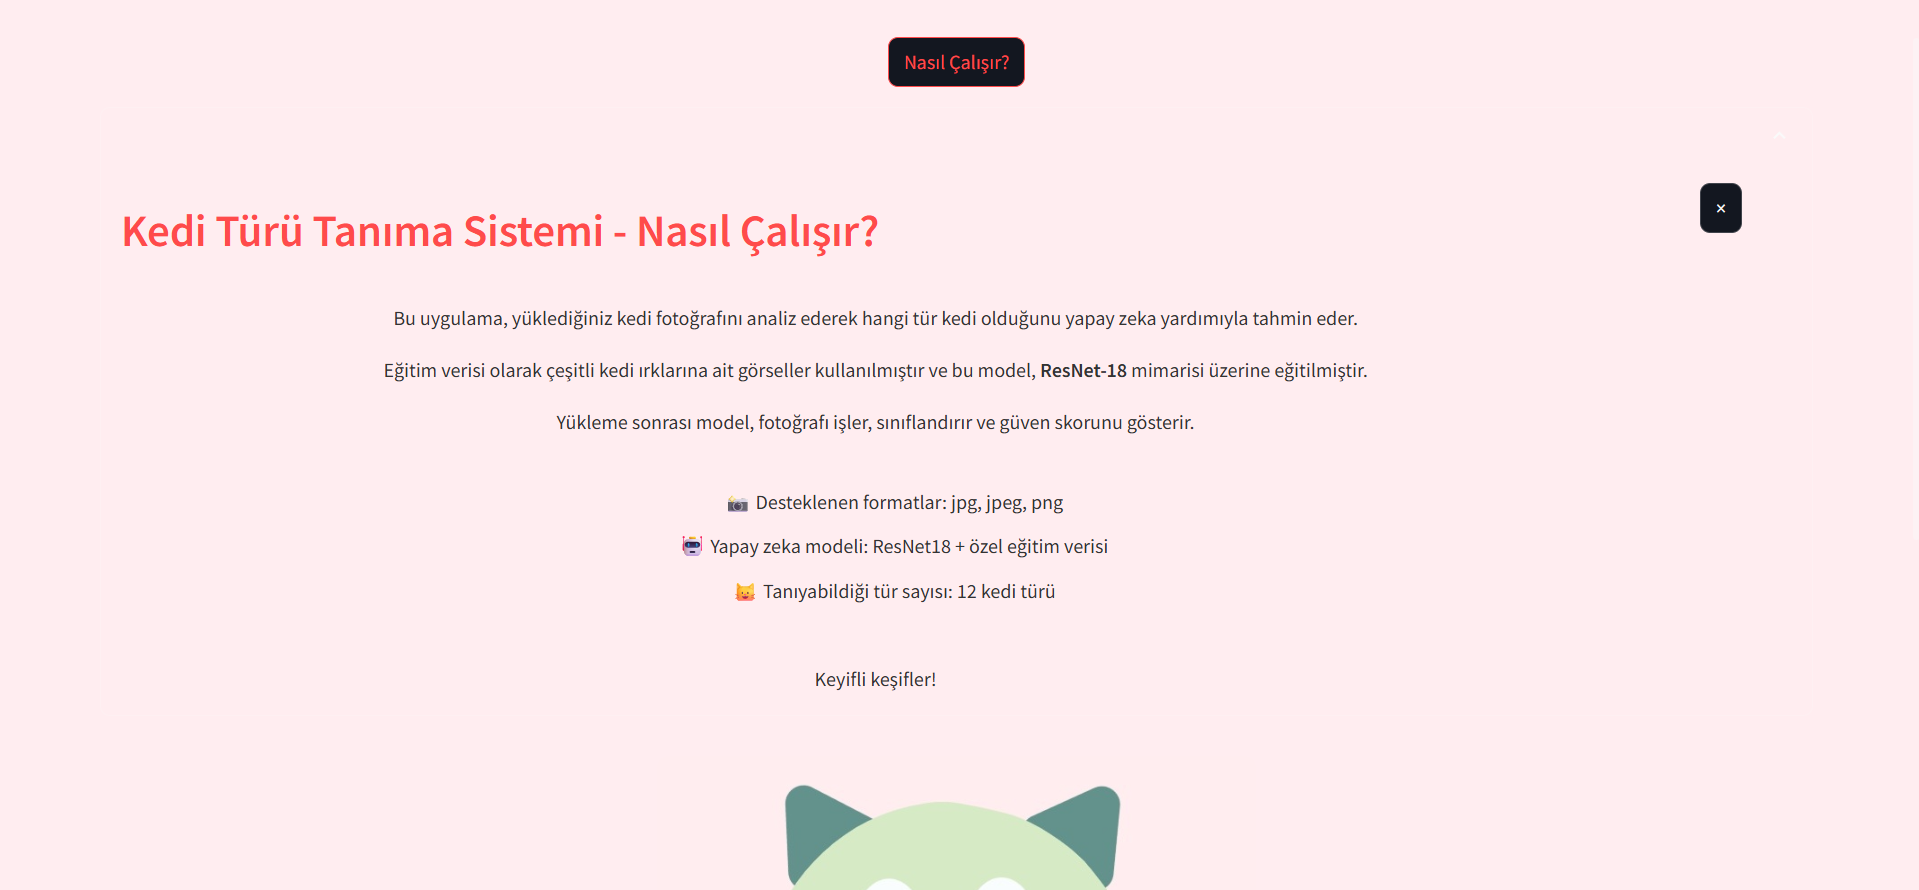 Nasıl Çalışır?
×
Kedi Türü Tanıma Sistemi - Nasıl Çalışır?
Bu uygulama, yüklediğiniz kedi fotoğrafını analiz ederek hangi tür kedi olduğunu yapay zeka yardımıyla tahmin eder.
Eğitim verisi olarak çeşitli kedi ırklarına ait görseller kullanılmıştır ve bu model, ResNet-18 mimarisi üzerine eğitilmiştir.
Yükleme sonrası model, fotoğrafı işler, sınıflandırır ve güven skorunu gösterir.
📷 Desteklenen formatlar: jpg, jpeg, png
🤖 Yapay zeka modeli: ResNet18 + özel eğitim verisi
🐱 Tanıyabildiği tür sayısı: 12 kedi türü
Keyifli keşifler!